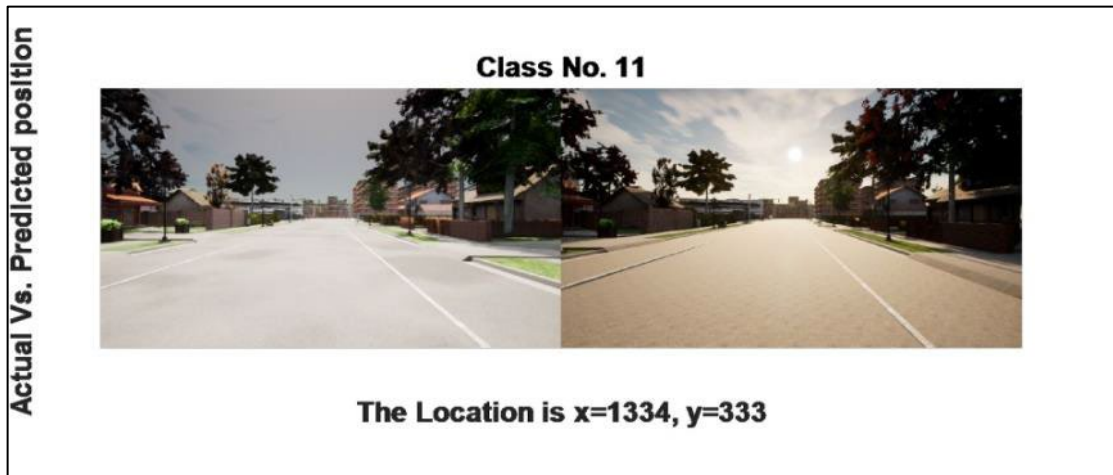 Actual Vs. Predicted position
Class No. 11
The Location is x=1334, y=333